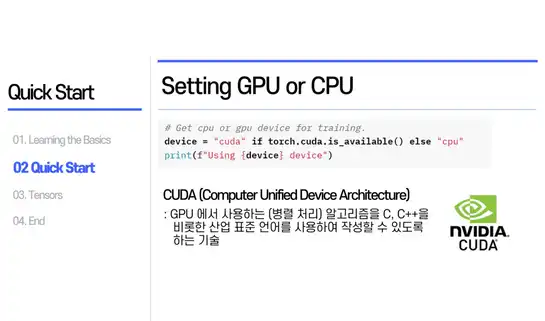 Quick Start
01. Learning the Basics
02 Quick Start
03. Tensors
04. End
Setting GPU or CPU
# Get cpu or gpu device for training.
device = "cuda" if torch.cuda.is_available() else "cpu"
print(f"Using {device} device")
CUDA (Computer Unified Device Architecture)
: GPU 에서 사용하는 (병렬 처리) 알고리즘을 C, C++을
비롯한 산업 표준 언어를 사용하여 작성할 수 있도록
하는 기술
NVIDIA.
CUDA.